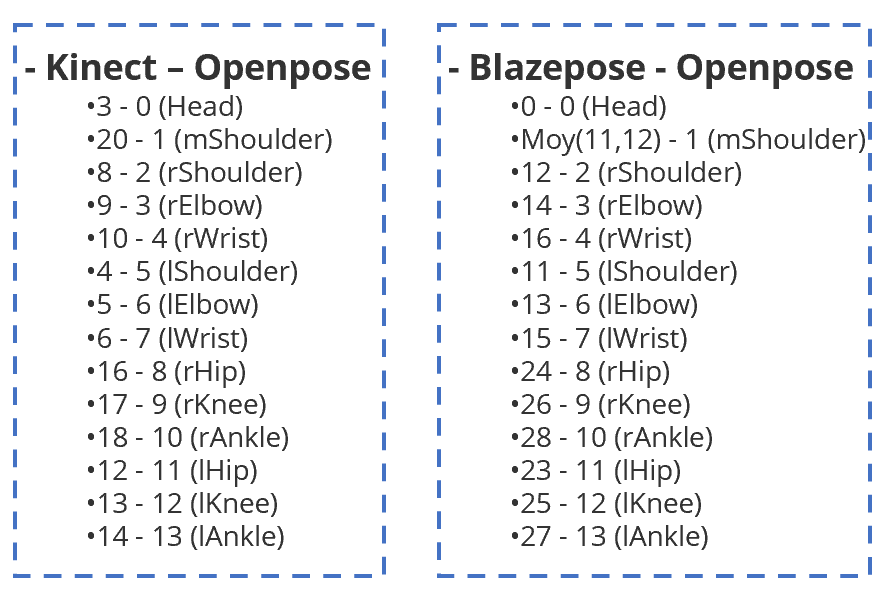 - Kinect – Openpose
•3 - 0 (Head)
•20 - 1 (mShoulder)
•8 - 2 (rShoulder)
•9 - 3 (rElbow)
•10 - 4 (rWrist)
•4 - 5 (lShoulder)
•5 - 6 (lElbow)
•6 - 7 (lWrist)
•16 - 8 (rHip)
•17 - 9 (rKnee)
•18 - 10 (rAnkle)
•12 - 11 (lHip)
•13 - 12 (lKnee)
•14 - 13 (lAnkle)
- Blazepose - Openpose
•0 - 0 (Head)
•Moy(11,12) - 1 (mShoulder)
•12 - 2 (rShoulder)
•14 - 3 (rElbow)
•16 - 4 (rWrist)
•11 - 5 (lShoulder)
•13 - 6 (lElbow)
•15 - 7 (lWrist)
•24 - 8 (rHip)
•26 - 9 (rKnee)
•28 - 10 (rAnkle)
•23 - 11 (lHip)
•25 - 12 (lKnee)
•27 - 13 (lAnkle)